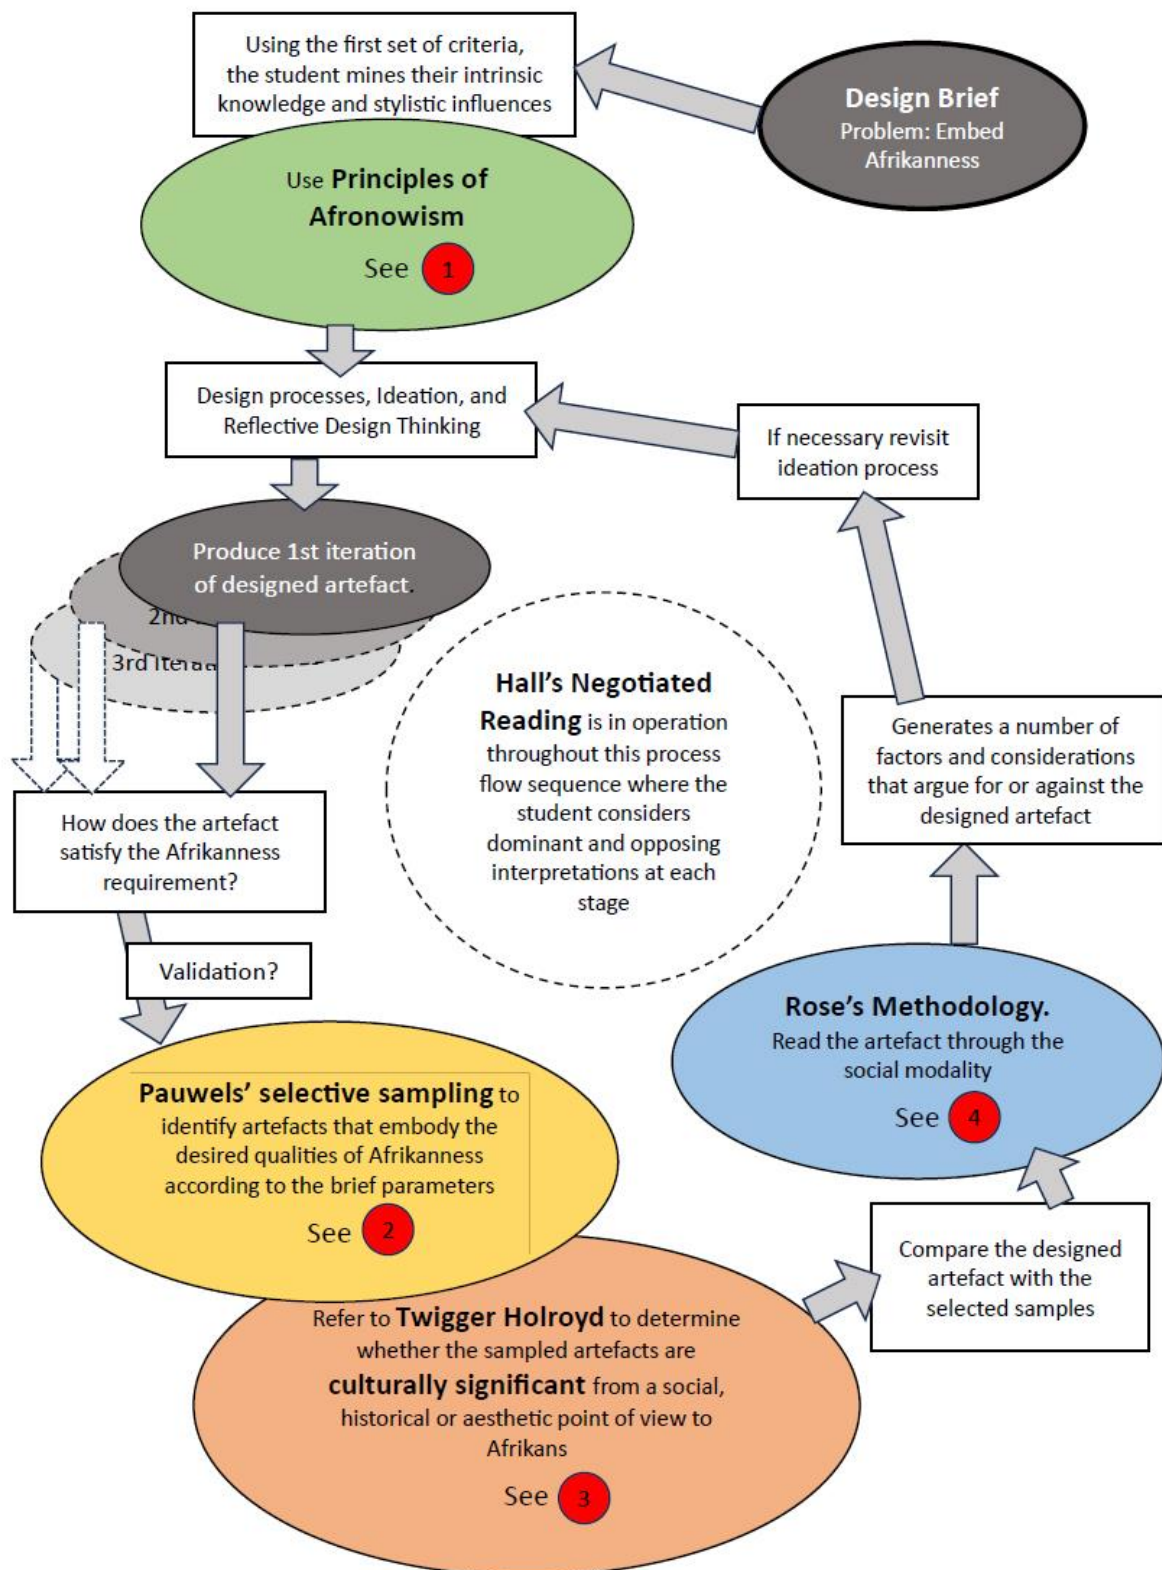 Using the first set of criteria,
the student mines their intrinsic
knowledge and stylistic influences
Design Brief
Problem: Embed
Afrikanness
Use Principles of
Afronowism
See 1
Design processes, Ideation, and
Reflective Design Thinking
If necessary revisit
ideation process
Produce 1st iteration
of designed artefact.
2nd
3rd
Hall's Negotiated
Reading is in operation
throughout this process
flow sequence where the
student considers
dominant and opposing
interpretations at each
stage
Generates a number of
factors and considerations
that argue for or against the
designed artefact
How does the artefact
satisfy the Afrikanness
requirement?
Validation?
Rose's Methodology.
Read the artefact through the
social modality
See 4
Pauwels' selective sampling to
identify artefacts that embody the
desired qualities of Afrikanness
according to the brief parameters
See 2
Compare the designed
artefact with the
selected samples
Refer to Twigger Holroyd to determine
whether the sampled artefacts are
culturally significant from a social,
historical or aesthetic point of view to
Afrikans
See 3